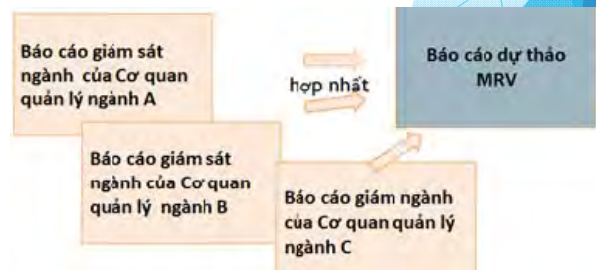 Báo cáo giám sát
ngành của Cơ quan
quản lý ngành A
hợp nhất
Báo cáo dự thảo
MRV
Báo cáo giám sát
ngành của Cơ quan
quản lý ngành B
Báo cáo giám ngành
của Cơ quan quản lý
ngành C